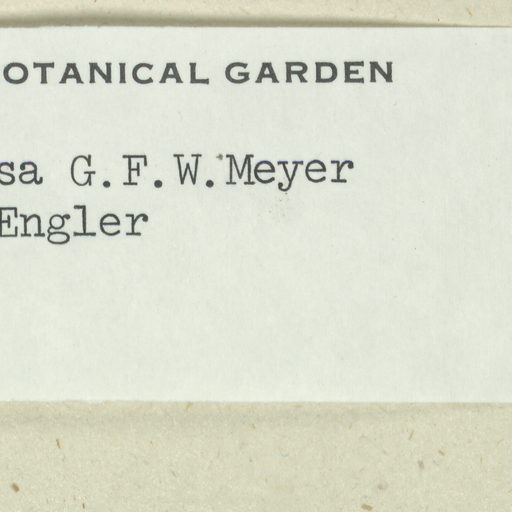 OTANICAL GARDEN
sa G.F.W.Meyer
Engler